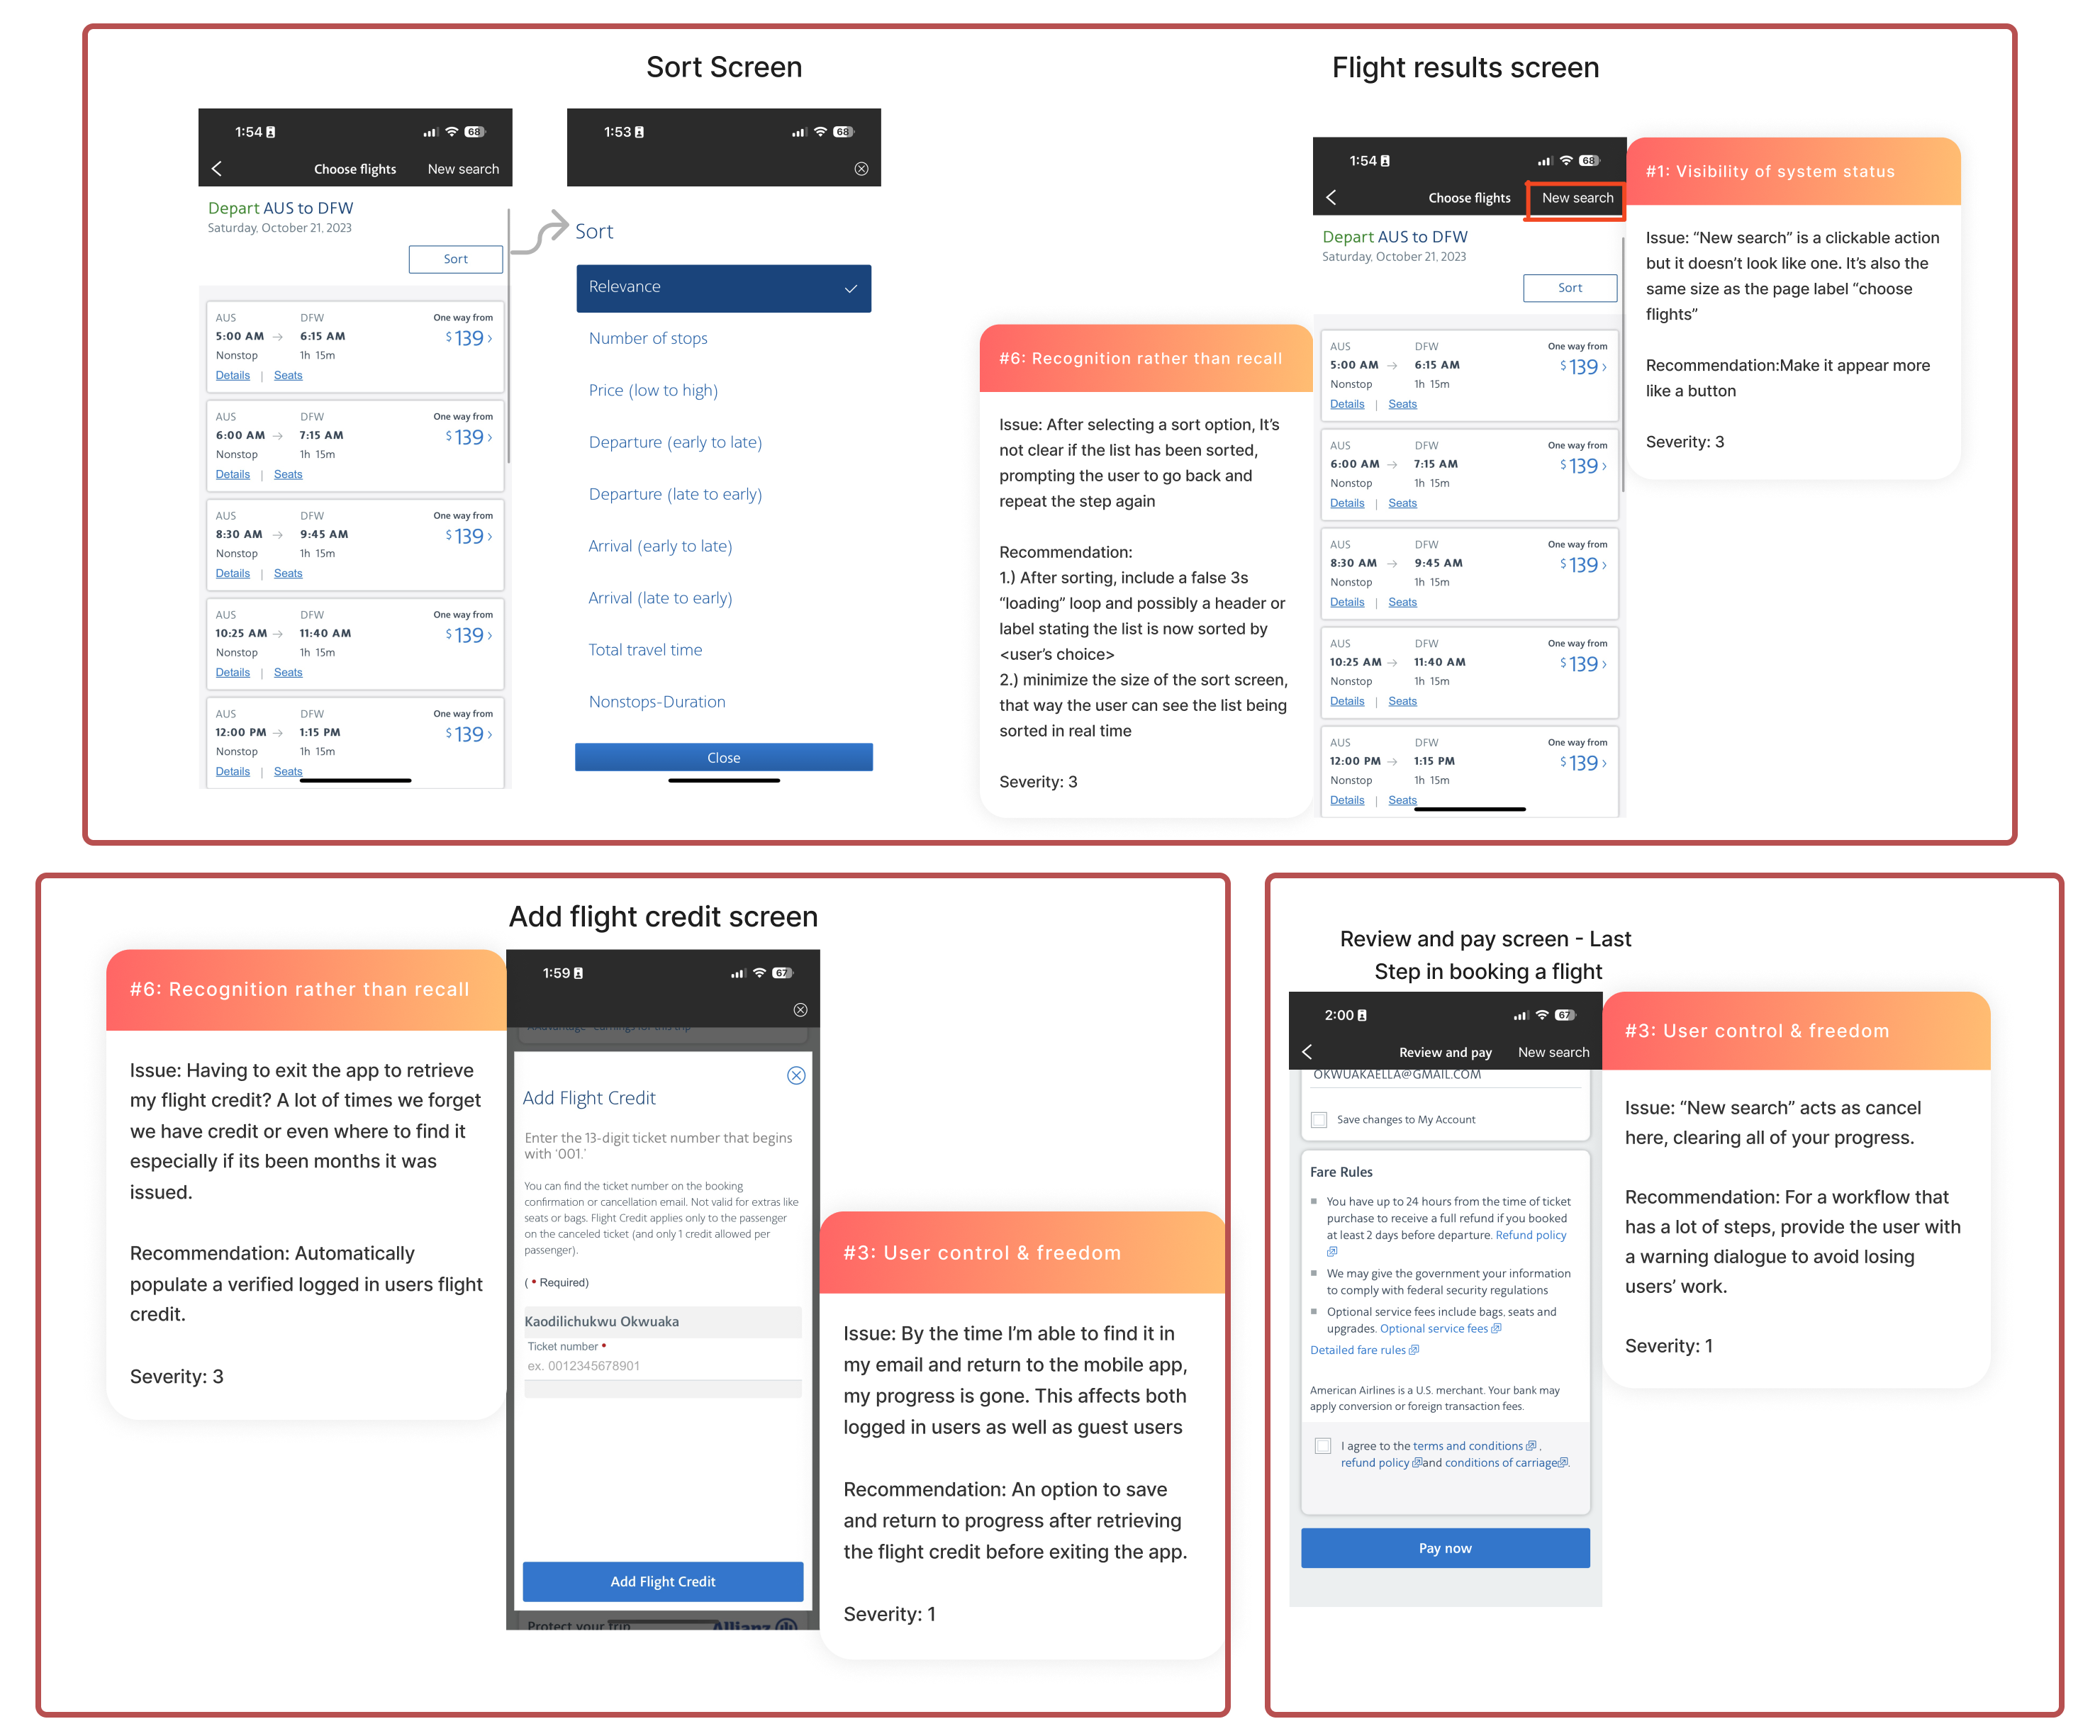 Sort Screen
1:54
68
Choose flights
New search
Depart AUS to DFW
Saturday, October 21, 2023
Sort
AUS DFW One way from
5:00 AM → 6:15 AM $139 ›
Nonstop 1h 15m
Details | Seats
AUS DFW One way from
6:00 AM → 7:15 AM $139 ›
Nonstop 1h 15m
Details | Seats
AUS DFW One way from
8:30 AM → 9:45 AM $139 ›
Nonstop 1h 15m
Details | Seats
AUS DFW One way from
10:25 AM → 11:40 AM $139 ›
Nonstop 1h 15m
Details | Seats
AUS DFW One way from
12:00 PM → 1:15 PM $139 ›
Nonstop 1h 15m
Details | Seats
1:53
68
Sort
Relevance
Number of stops
Price (low to high)
Departure (early to late)
Departure (late to early)
Arrival (early to late)
Arrival (late to early)
Total travel time
Nonstops-Duration
Close
#6: Recognition rather than recall
Issue: After selecting a sort option, It's
not clear if the list has been sorted,
prompting the user to go back and
repeat the step again
Recommendation:
1.) After sorting, include a false 3s
“loading” loop and possibly a header or
label stating the list is now sorted by
<user's choice>
2.) minimize the size of the sort screen,
that way the user can see the list being
sorted in real time
Severity: 3
Flight results screen
1:54
68
Choose flights
New search
Depart AUS to DFW
Saturday, October 21, 2023
Sort
AUS DFW One way from
5:00 AM → 6:15 AM $139 ›
Nonstop 1h 15m
Details | Seats
AUS DFW One way from
6:00 AM → 7:15 AM $139 ›
Nonstop 1h 15m
Details | Seats
AUS DFW One way from
8:30 AM → 9:45 AM $139 ›
Nonstop 1h 15m
Details | Seats
AUS DFW One way from
10:25 AM → 11:40 AM $139 ›
Nonstop 1h 15m
Details | Seats
AUS DFW One way from
12:00 PM → 1:15 PM $139 ›
Nonstop 1h 15m
Details | Seats
#1: Visibility of system status
Issue: “New search” is a clickable action
but it doesn't look like one. It's also the
same size as the page label “choose
flights”
Recommendation:Make it appear more
like a button
Severity: 3
Add flight credit screen
#6: Recognition rather than recall
Issue: Having to exit the app to retrieve
my flight credit? A lot of times we forget
we have credit or even where to find it
especially if its been months it was
issued.
Recommendation: Automatically
populate a verified logged in users flight
credit.
Severity: 3
1:59
67
Add Flight Credit
Enter the 13-digit ticket number that begins
with ‘001.’
You can find the ticket number on the booking
confirmation or cancellation email. Not valid for extras like
seats or bags. Flight Credit applies only to the passenger
on the canceled ticket (and only 1 credit allowed per
passenger).
( • Required)
Kaodilichukwu Okwuaka
Ticket number •
ex. 0012345678901
Add Flight Credit
Protect your trip
Allianz
#3: User control & freedom
Issue: By the time I'm able to find it in
my email and return to the mobile app,
my progress is gone. This affects both
logged in users as well as guest users
Recommendation: An option to save
and return to progress after retrieving
the flight credit before exiting the app.
Severity: 1
Review and pay screen - Last
Step in booking a flight
2:00
67
Review and pay
New search
OKWUAKAELLA@GMAIL.COM
Save changes to My Account
Fare Rules
You have up to 24 hours from the time of ticket
purchase to receive a full refund if you booked
at least 2 days before departure. Refund policy
We may give the government your information
to comply with federal security regulations
Optional service fees include bags, seats and
upgrades. Optional service fees
Detailed fare rules
American Airlines is a U.S. merchant. Your bank may
apply conversion or foreign transaction fees.
I agree to the terms and conditions ,
refund policy and conditions of carriage .
Pay now
#3: User control & freedom
Issue: “New search” acts as cancel
here, clearing all of your progress.
Recommendation: For a workflow that
has a lot of steps, provide the user with
a warning dialogue to avoid losing
users' work.
Severity: 1